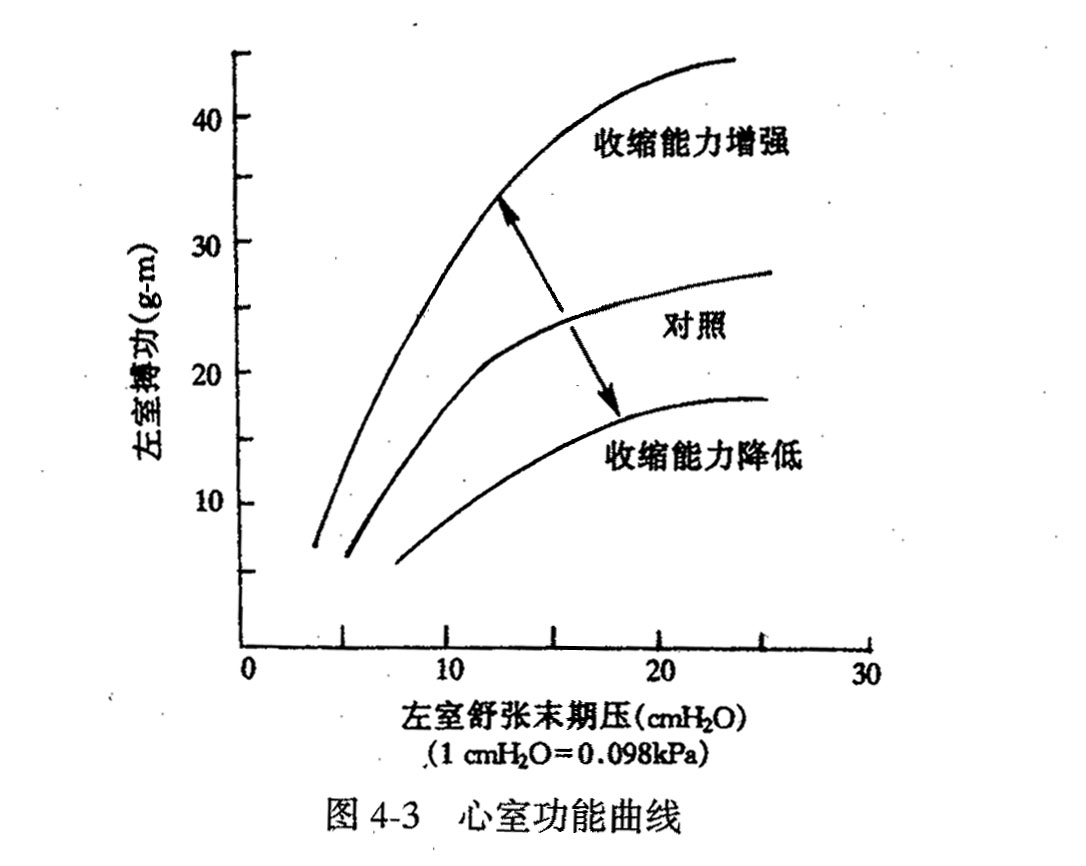 40
收缩能力增强
30
左室搏功(g-m)
对照
20
收缩能力降低
10
0 10 20 30
左室舒张末期压(cmH₂O)
(1 cmH₂O=0.098kPa)
图 4-3 心室功能曲线